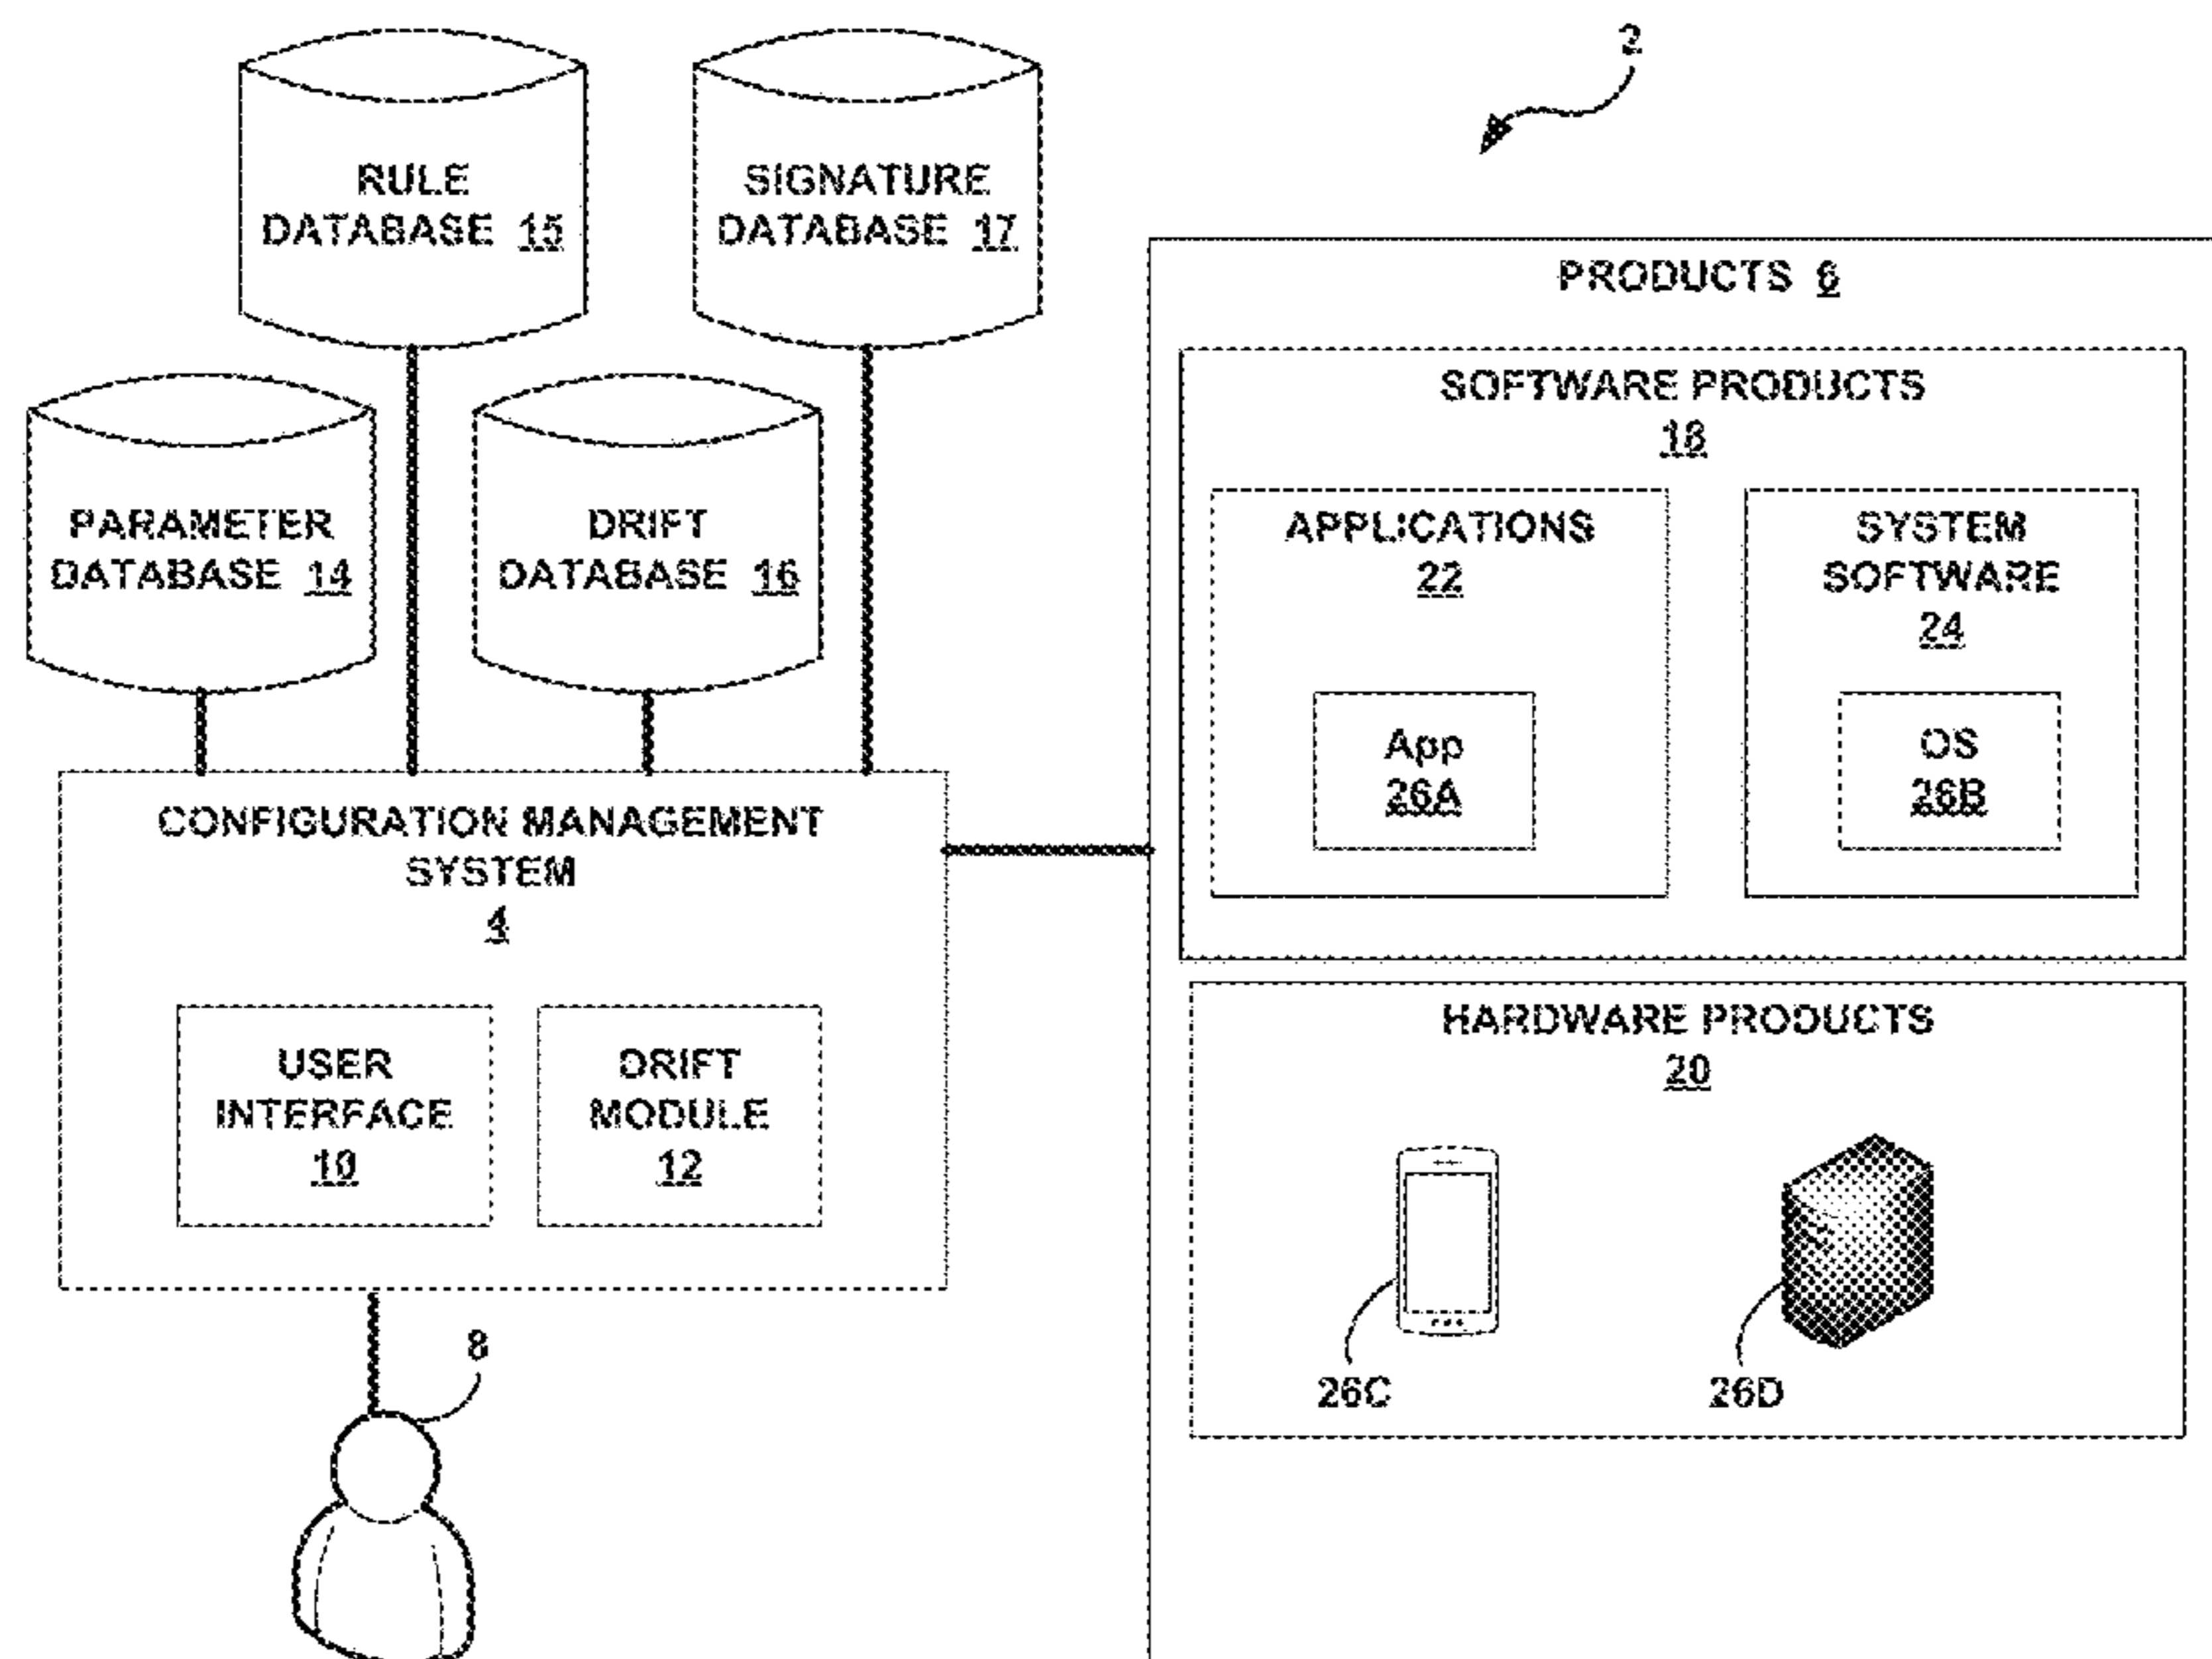 2
RULE
DATABASE 15
SIGNATURE
DATABASE 17
PARAMETER
DATABASE 14
DRIFT
DATABASE 16
CONFIGURATION MANAGEMENT
SYSTEM
4
USER
INTERFACE
10
DRIFT
MODULE
12
8
PRODUCTS 6
SOFTWARE PRODUCTS
18
APPLICATIONS
22
App
26A
SYSTEM
SOFTWARE
24
OS
26B
HARDWARE PRODUCTS
20
26C
26D